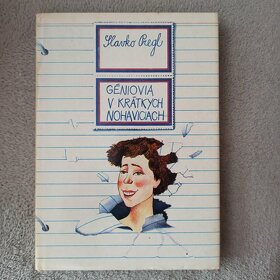 Slavko Pregl
GÉNIOVIA
V KRÁTKYCH
NOHAVICIACH